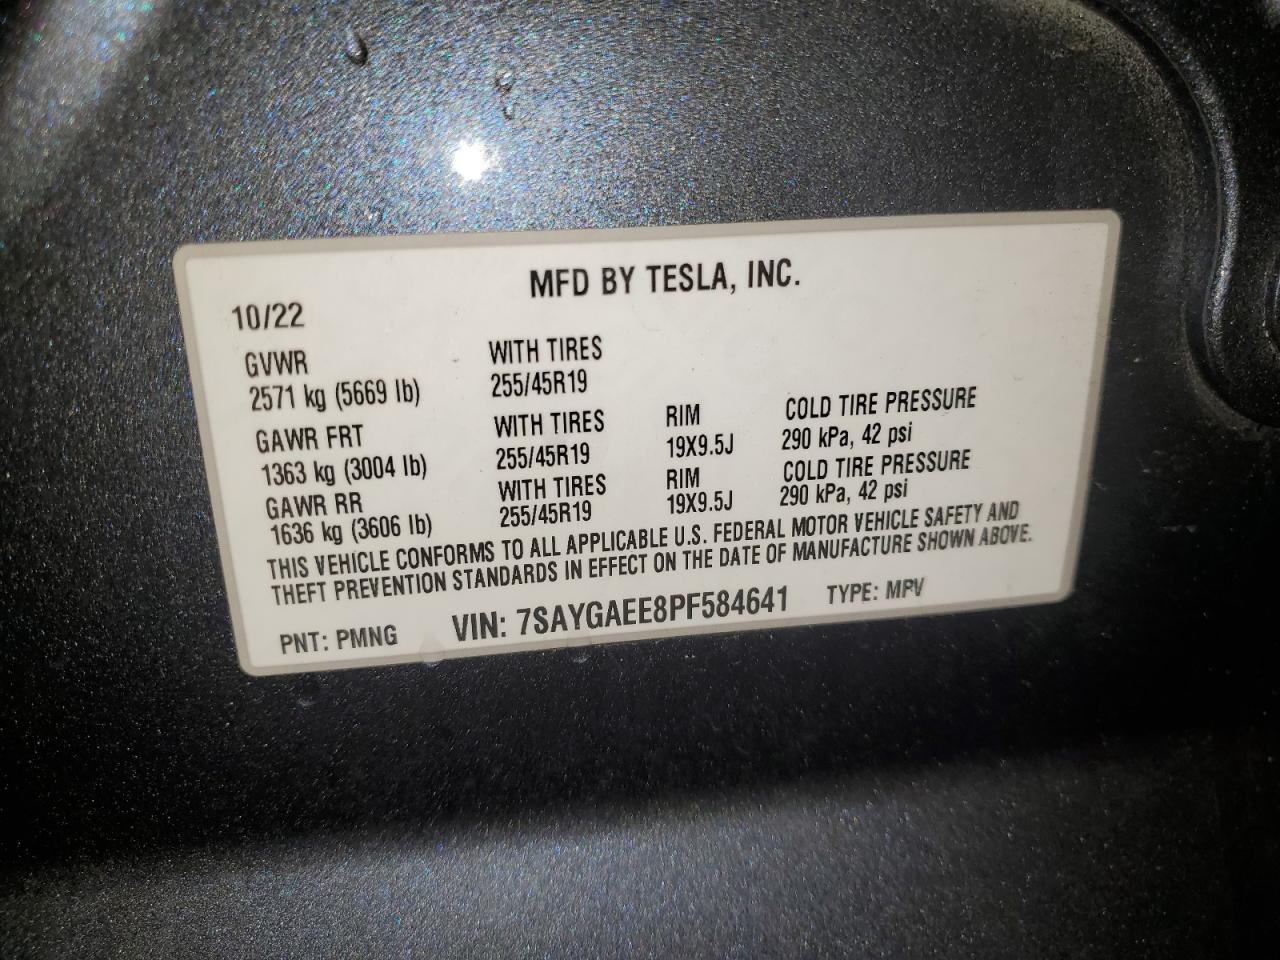 MFD BY TESLA, INC.
10/22
GVWR WITH TIRES
2571 kg (5669 lb) 255/45R19
GAWR FRT WITH TIRES RIM COLD TIRE PRESSURE
1363 kg (3004 lb) 255/45R19 19X9.5J 290 kPa, 42 psi
GAWR RR WITH TIRES RIM COLD TIRE PRESSURE
1636 kg (3606 lb) 255/45R19 19X9.5J 290 kPa, 42 psi
THIS VEHICLE CONFORMS TO ALL APPLICABLE U.S. FEDERAL MOTOR VEHICLE SAFETY AND
THEFT PREVENTION STANDARDS IN EFFECT ON THE DATE OF MANUFACTURE SHOWN ABOVE.
PNT: PMNG VIN: 7SAYGAEE8PF584641 TYPE: MPV